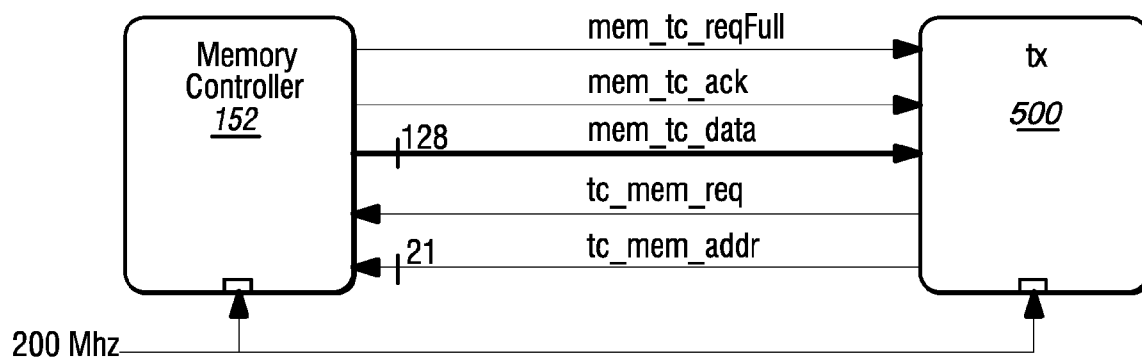 Memory
Controller
152
mem_tc_reqFull
mem_tc_ack
128
mem_tc_data
tc_mem_req
21
tc_mem_addr
tx
500
200 Mhz